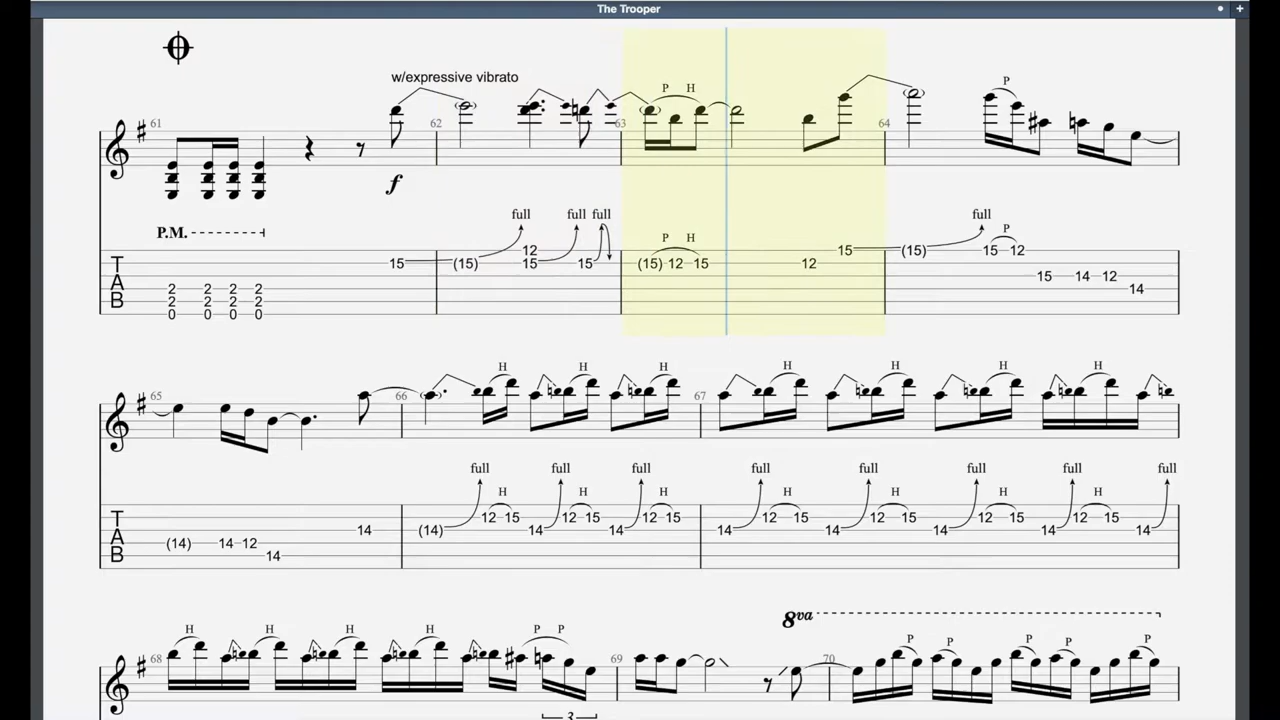 The Trooper
+
w/expressive vibrato
P H P
61 62 63 64
f
full full full full
P.M. P H P
12 15 15 12
15 (15) 15 15 (15) 12 15 12 (15)
15 14 12
2 2 2 2 14
2 2 2 2
0 0 0 0
H H H H H H
65 66 67
full full full full full full full full
H H H H H H
12 15 12 15 12 15 12 15 12 15 12 15 12 15
14 (14) 14 14 14 14 14 14 14
(14) 14 12
14
8va
H H H H P P P P P P P
68 69 70
3